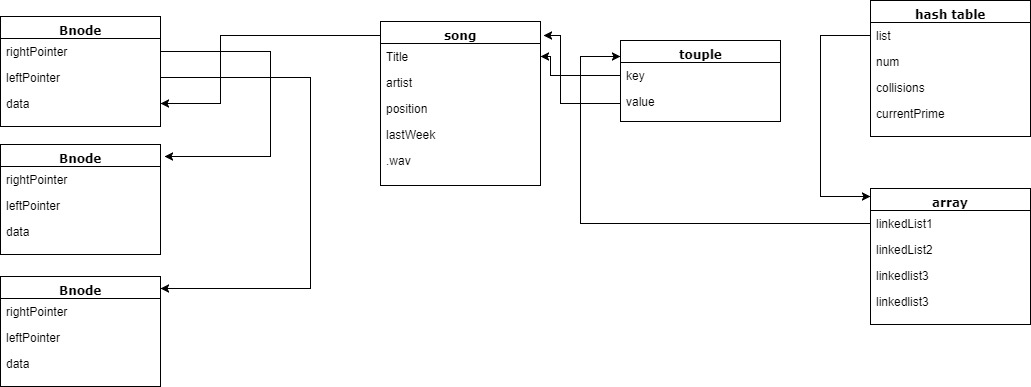 Bnode
rightPointer
leftPointer
data
Bnode
rightPointer
leftPointer
data
Bnode
rightPointer
leftPointer
data
song
Title
artist
position
lastWeek
.wav
touple
key
value
hash table
list
num
collisions
currentPrime
array
linkedList1
linkedList2
linkedlist3
linkedlist3